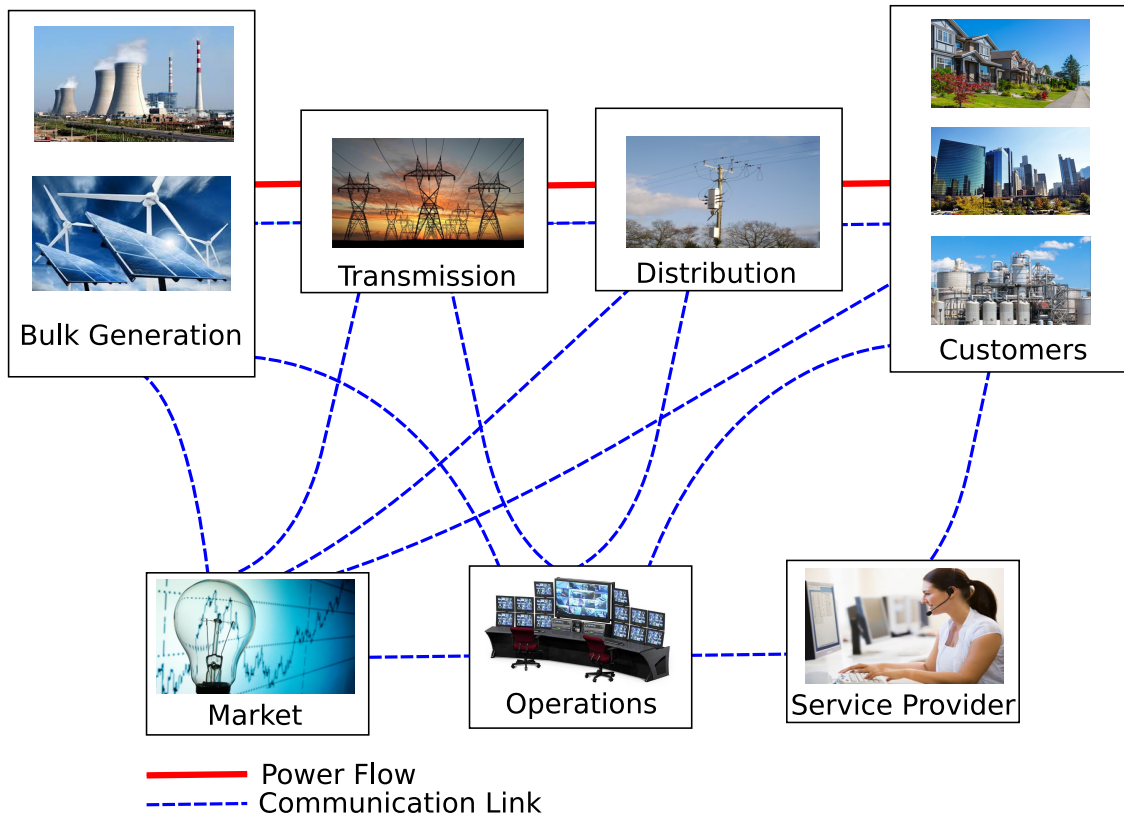 Transmission
Distribution
Bulk Generation
Customers
Market
Operations
Service Provider
Power Flow
Communication Link